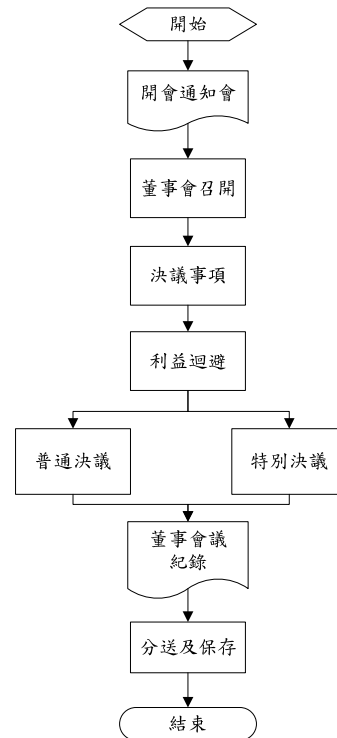 開始
開會通知會
董事會召開
決議事項
利益迴避
普通決議
特別決議
董事會議
紀錄
分送及保存
結束